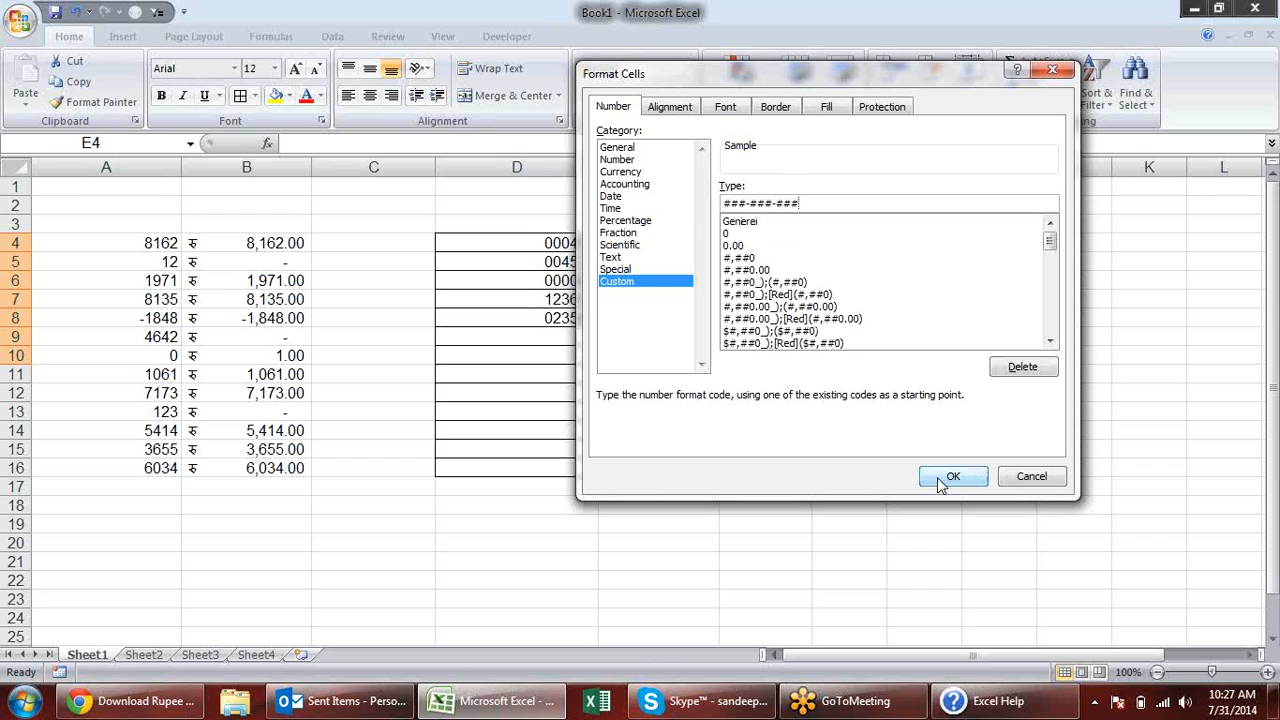 Book1 - Microsoft Excel
Home Insert Page Layout Formulas Data Review View Developer
Cut
Copy
Format Painter
Paste
Clipboard
Arial 12
B I U
Font
Wrap Text
Merge & Center
Alignment
Sort &
Filter
Find &
Select
E4 fx
A B C D K L
1
2
3
4 8162 रु 8,162.00 0004
5 12 रु - 0045
6 1971 रु 1,971.00 0000
7 8135 रु 8,135.00 1236
8 -1848 रु -1,848.00 0235
9 4642 रु -
10 0 रु 1.00
11 1061 रु 1,061.00
12 7173 रु 7,173.00
13 123 रु -
14 5414 रु 5,414.00
15 3655 रु 3,655.00
16 6034 रु 6,034.00
17
18
19
20
21
22
23
24
25
Format Cells
Number Alignment Font Border Fill Protection
Category:
General
Number
Currency
Accounting
Date
Time
Percentage
Fraction
Scientific
Text
Special
Custom
Sample
Type:
###-###-###
General
0
0.00
#,##0
#,##0.00
#,##0_);(#,##0)
#,##0_);[Red](#,##0)
#,##0.00_);(#,##0.00)
#,##0.00_);[Red](#,##0.00)
$#,##0_);($#,##0)
$#,##0_);[Red]($#,##0)
Delete
Type the number format code, using one of the existing codes as a starting point.
OK Cancel
Sheet1 Sheet2 Sheet3 Sheet4
Ready 100%
Download Rupee ... Sent Items - Perso... Microsoft Excel - ... Skype™ - sandeep... GoToMeeting Excel Help
10:27 AM
7/31/2014